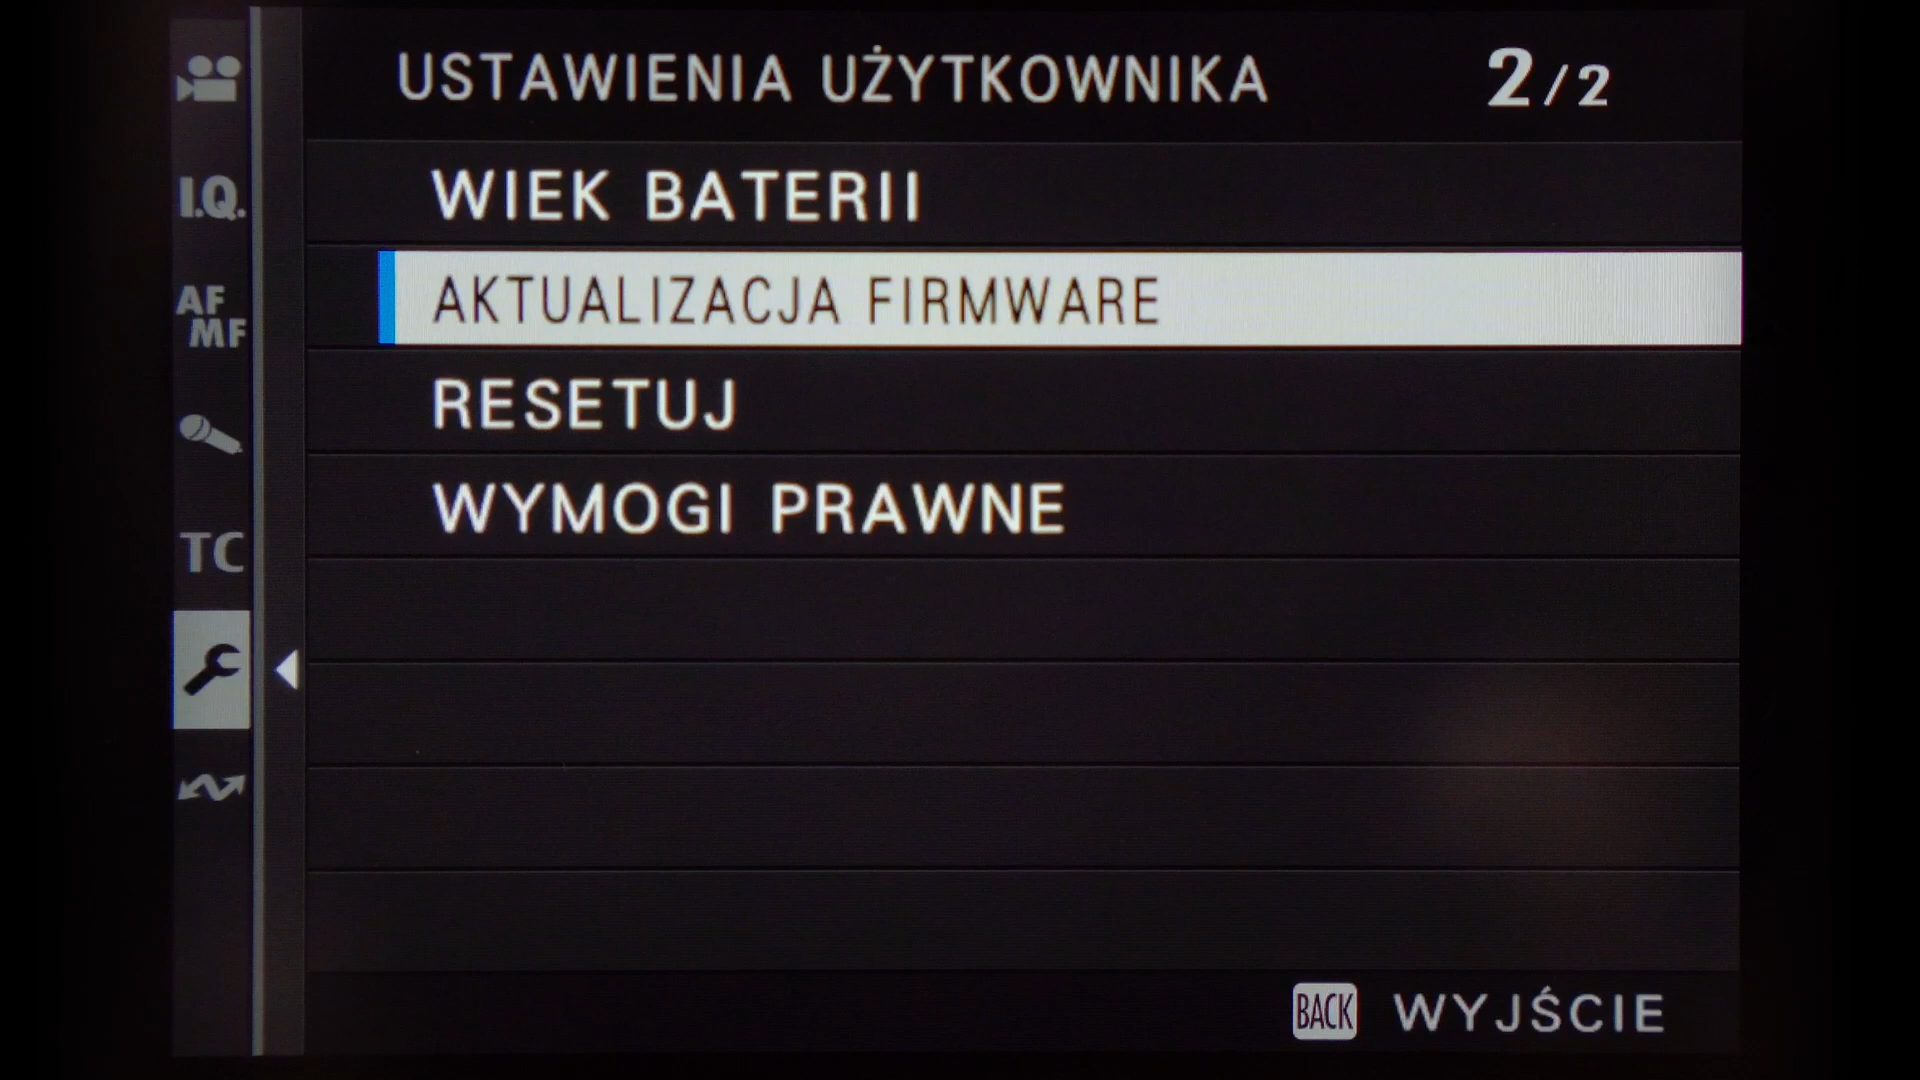 USTAWIENIA UŻYTKOWNIKA 2/2
WIEK BATERII
I.Q.
AKTUALIZACJA FIRMWARE
AF
MF
RESETUJ
WYMOGI PRAWNE
TC
BACK WYJŚCIE